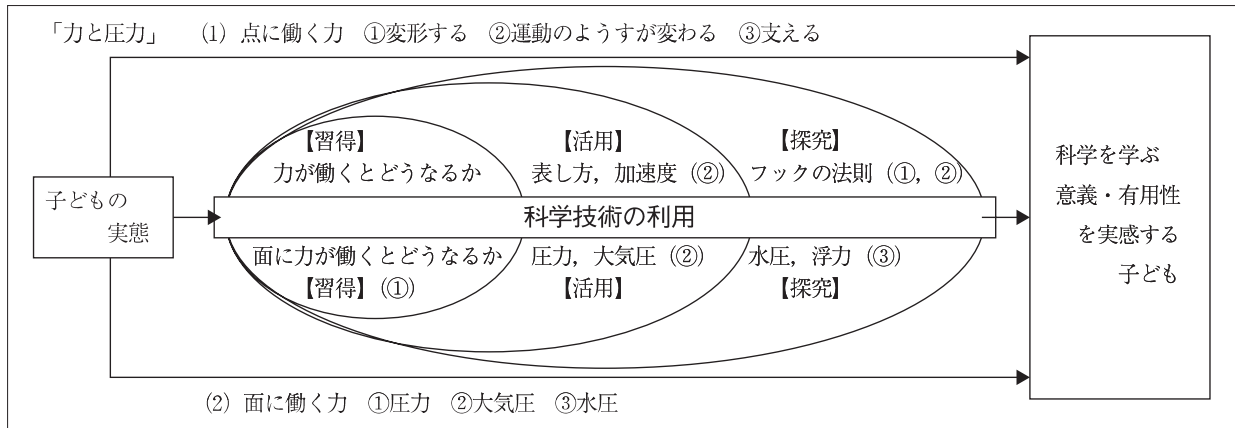 「力と圧力」 (1) 点に働く力 ①変形する ②運動のようすが変わる ③支える
【習得】 【活用】 【探究】
力が働くとどうなるか 表し方，加速度（②） フックの法則（①，②）
子どもの
実態
科学技術の利用
面に力が働くとどうなるか 圧力，大気圧（②） 水圧，浮力（③）
【習得】（①） 【活用】 【探究】
科学を学ぶ
意義・有用性
を実感する
子ども
(2) 面に働く力 ①圧力 ②大気圧 ③水圧